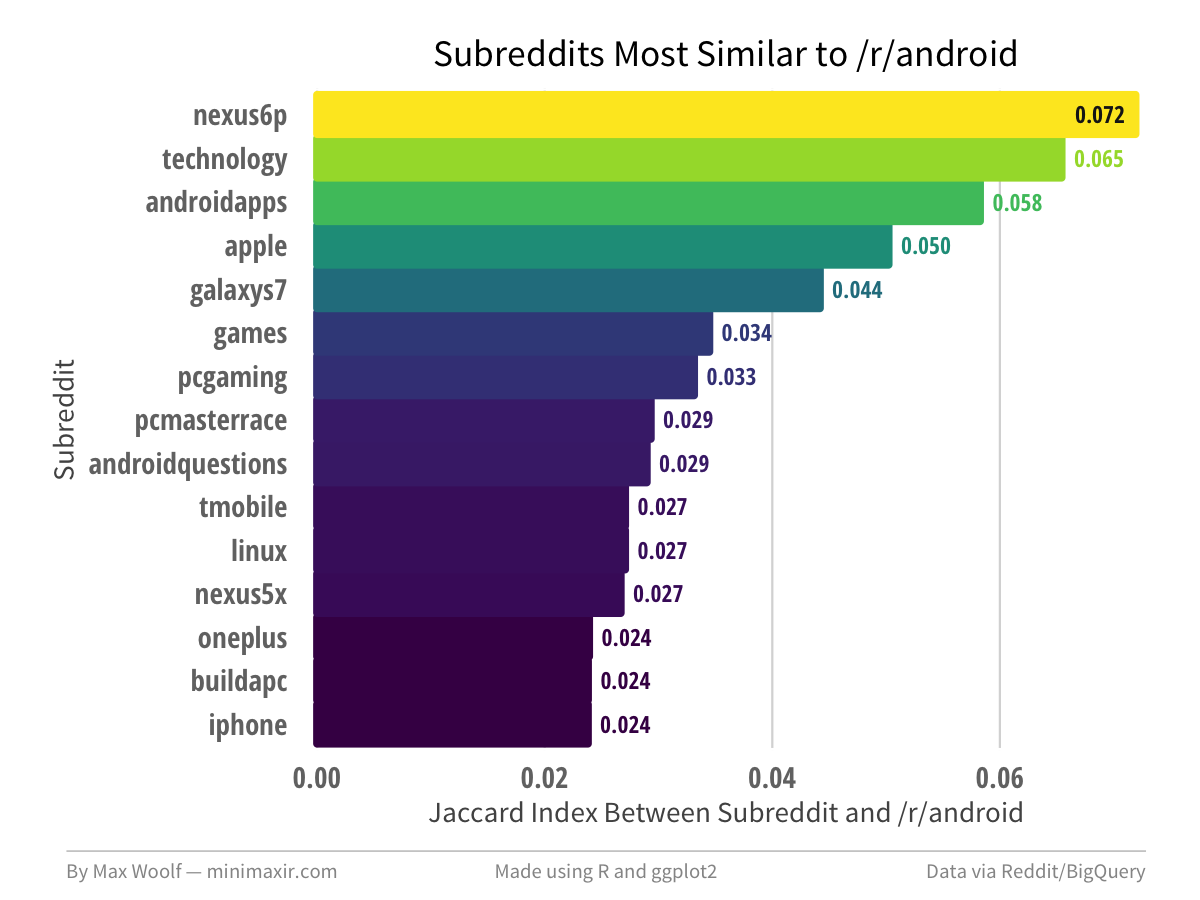 Subreddits Most Similar to /r/android
nexus6p 0.072
technology 0.065
androidapps 0.058
apple 0.050
galaxys7 0.044
games 0.034
pcgaming 0.033
pcmasterrace 0.029
androidquestions 0.029
tmobile 0.027
linux 0.027
nexus5x 0.027
oneplus 0.024
buildapc 0.024
iphone 0.024
Subreddit
0.00 0.02 0.04 0.06
Jaccard Index Between Subreddit and /r/android
By Max Woolf — minimaxir.com Made using R and ggplot2 Data via Reddit/BigQuery